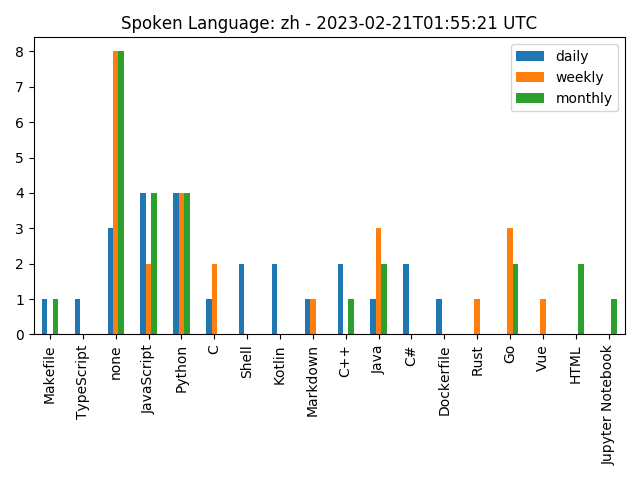 Spoken Language: zh - 2023-02-21T01:55:21 UTC
daily
weekly
monthly
8
7
6
5
4
3
2
1
0
Makefile
TypeScript
none
JavaScript
Python
C
Shell
Kotlin
Markdown
C++
Java
C#
Dockerfile
Rust
Go
Vue
HTML
Jupyter Notebook